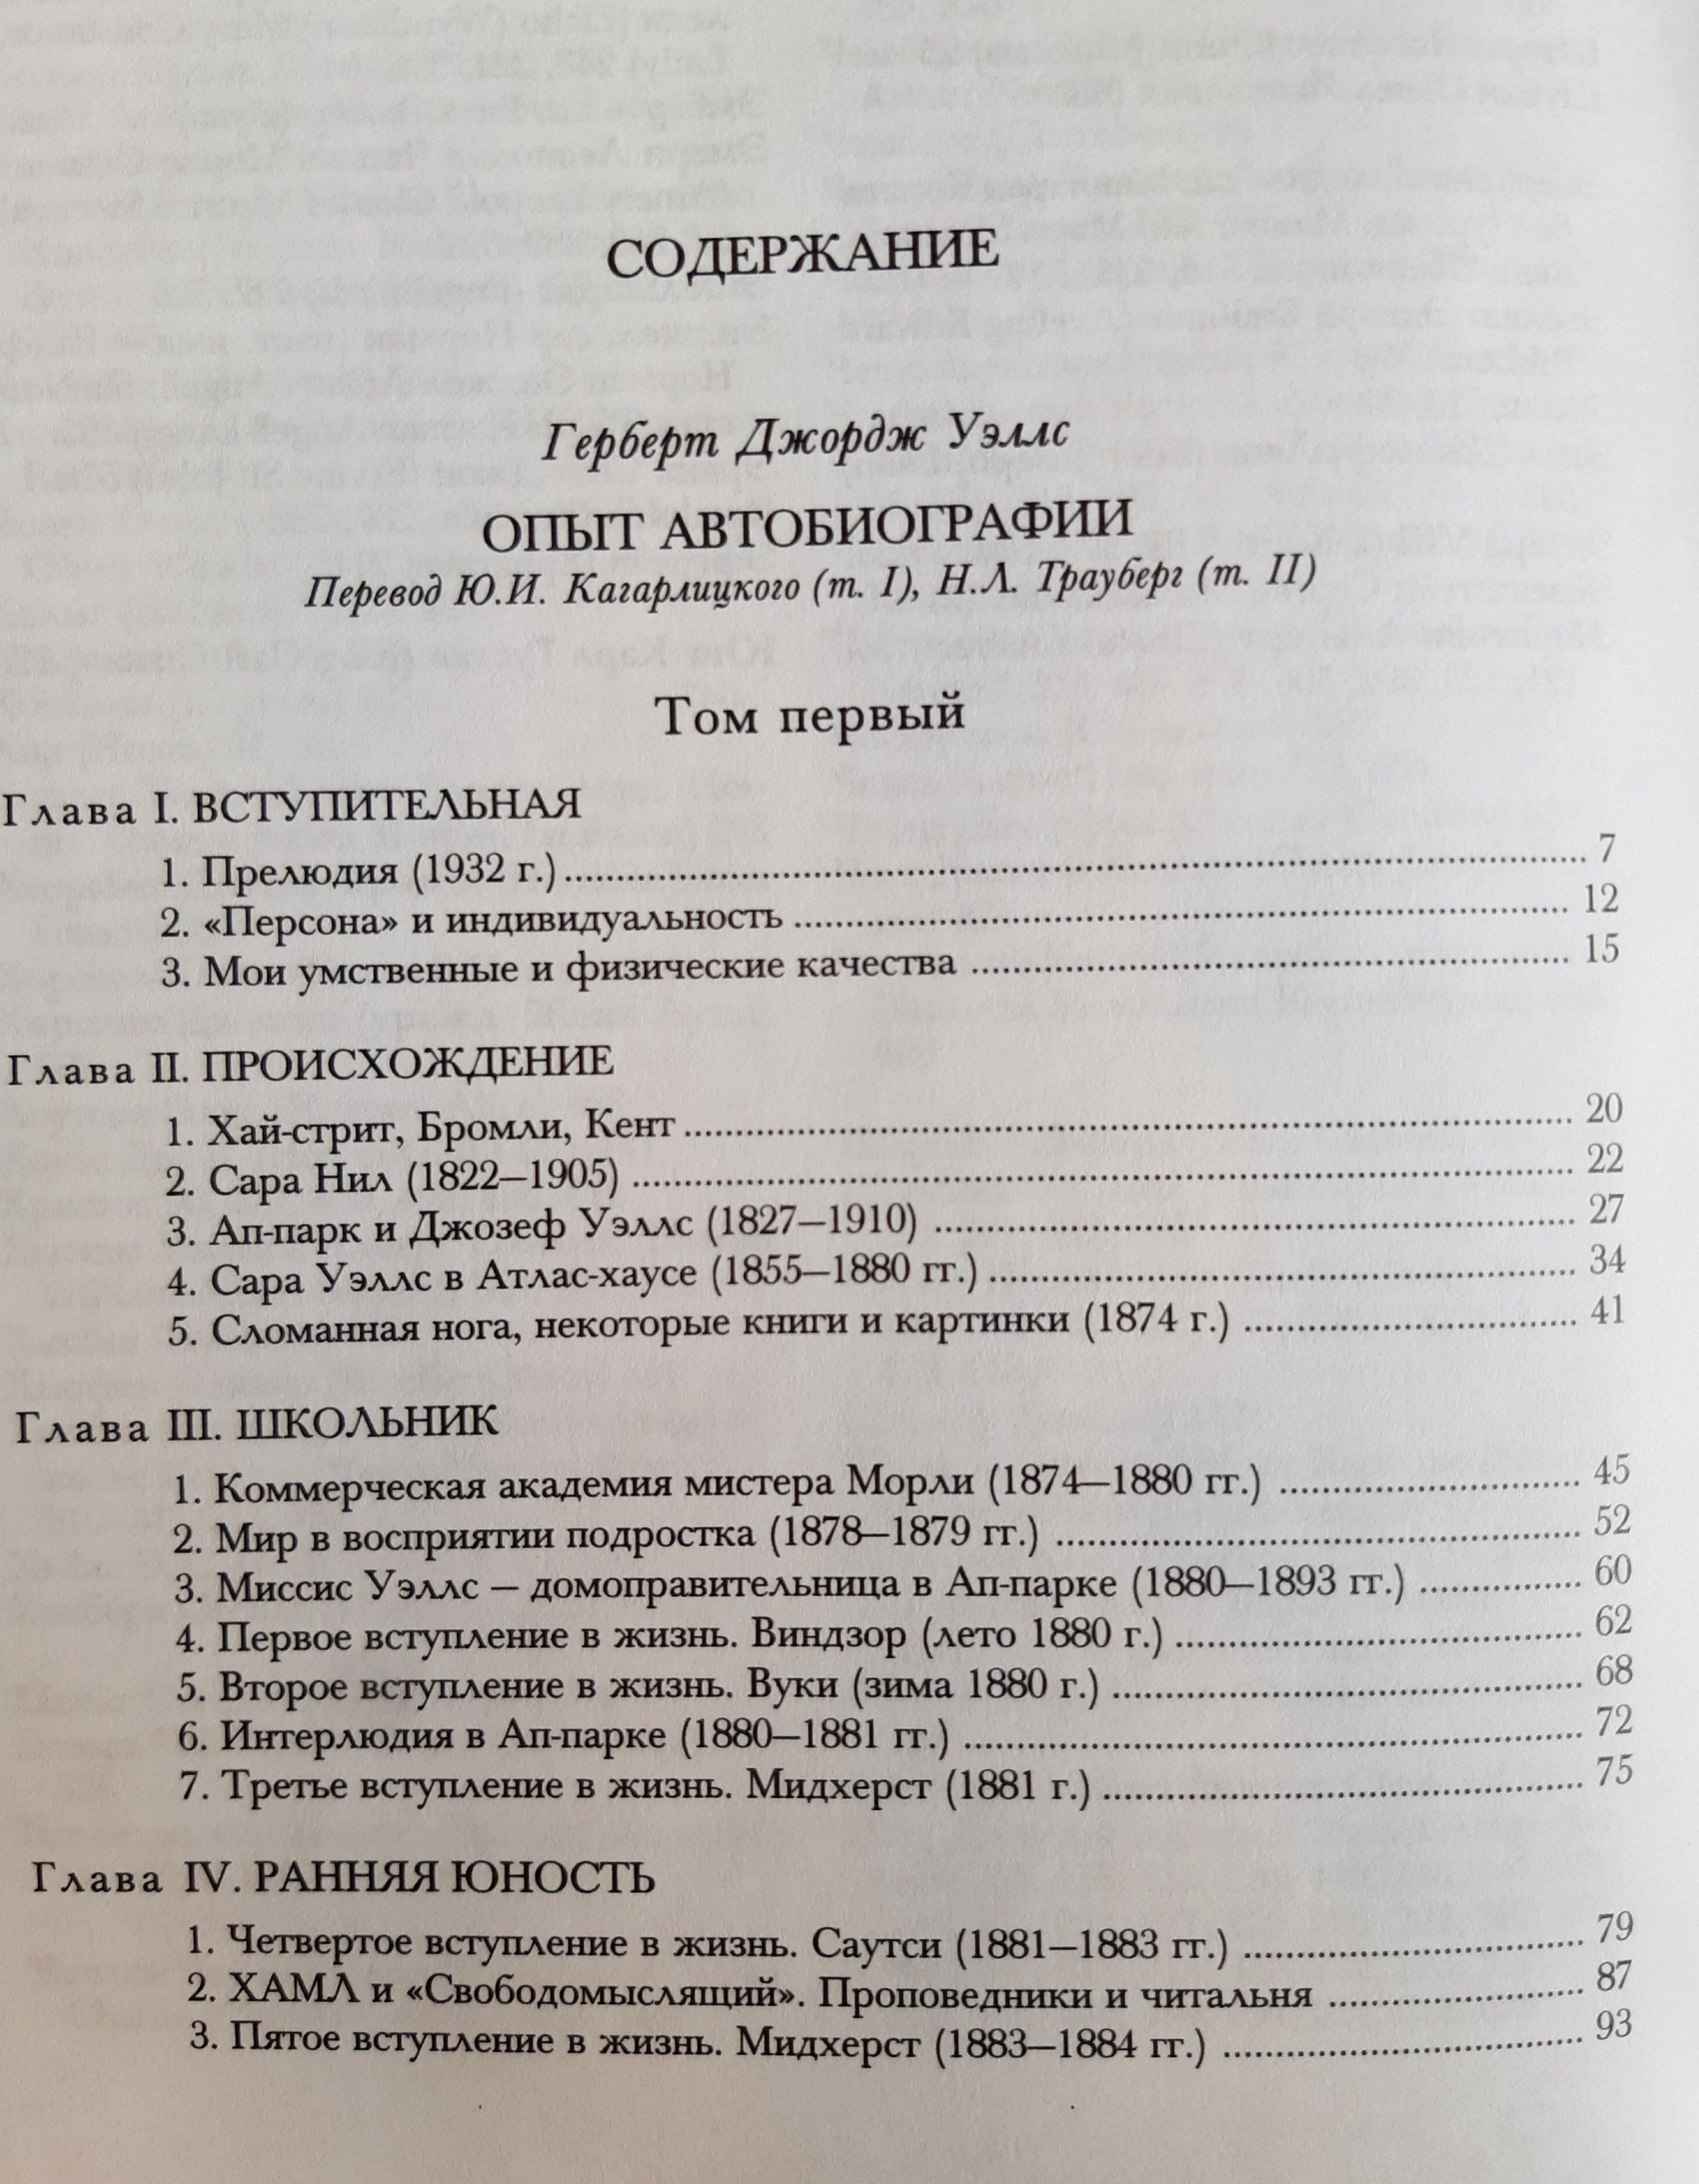 СОДЕРЖАНИЕ
Герберт Джордж Уэллс
ОПЫТ АВТОБИОГРАФИИ
Перевод Ю.И. Кагарлицкого (т. I), Н.Л. Трауберг (т. II)
Том первый
Глава I. ВСТУПИТЕЛЬНАЯ
1. Прелюдия (1932 г.) 7
2. «Персона» и индивидуальность 12
3. Мои умственные и физические качества 15
Глава II. ПРОИСХОЖДЕНИЕ
1. Хай-стрит, Бромли, Кент 20
2. Сара Нил (1822—1905) 22
3. Ап-парк и Джозеф Уэллс (1827—1910) 27
4. Сара Уэллс в Атлас-хаусе (1855—1880 гг.) 34
5. Сломанная нога, некоторые книги и картинки (1874 г.) 41
Глава III. ШКОЛЬНИК
1. Коммерческая академия мистера Морли (1874—1880 гг.) 45
2. Мир в восприятии подростка (1878—1879 гг.) 52
3. Миссис Уэллс — домоправительница в Ап-парке (1880—1893 гг.) 60
4. Первое вступление в жизнь. Виндзор (лето 1880 г.) 62
5. Второе вступление в жизнь. Вуки (зима 1880 г.) 68
6. Интерлюдия в Ап-парке (1880—1881 гг.) 72
7. Третье вступление в жизнь. Мидхерст (1881 г.) 75
Глава IV. РАННЯЯ ЮНОСТЬ
1. Четвертое вступление в жизнь. Саутси (1881—1883 гг.) 79
2. ХАМЛ и «Свободомыслящий». Проповедники и читальня 87
3. Пятое вступление в жизнь. Мидхерст (1883—1884 гг.) 93